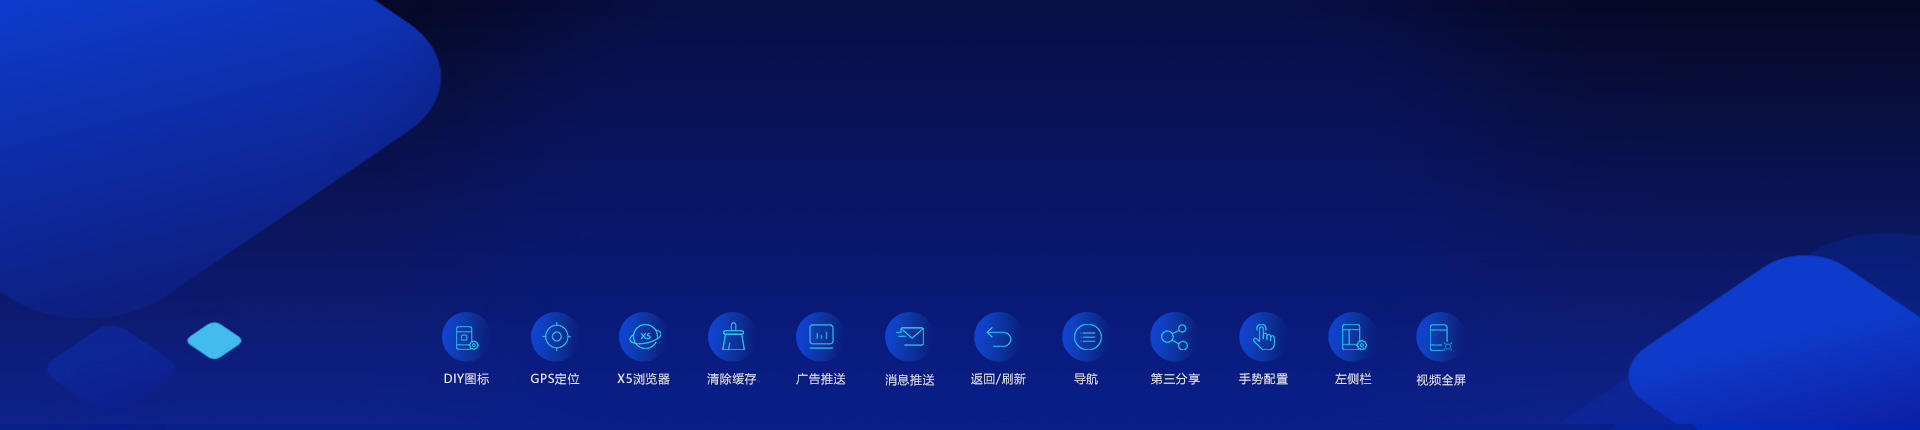 X5
DIY图标 GPS定位 X5浏览器 清除缓存 广告推送 消息推送 返回/刷新 导航 第三分享 手势配置 左侧栏 视频全屏